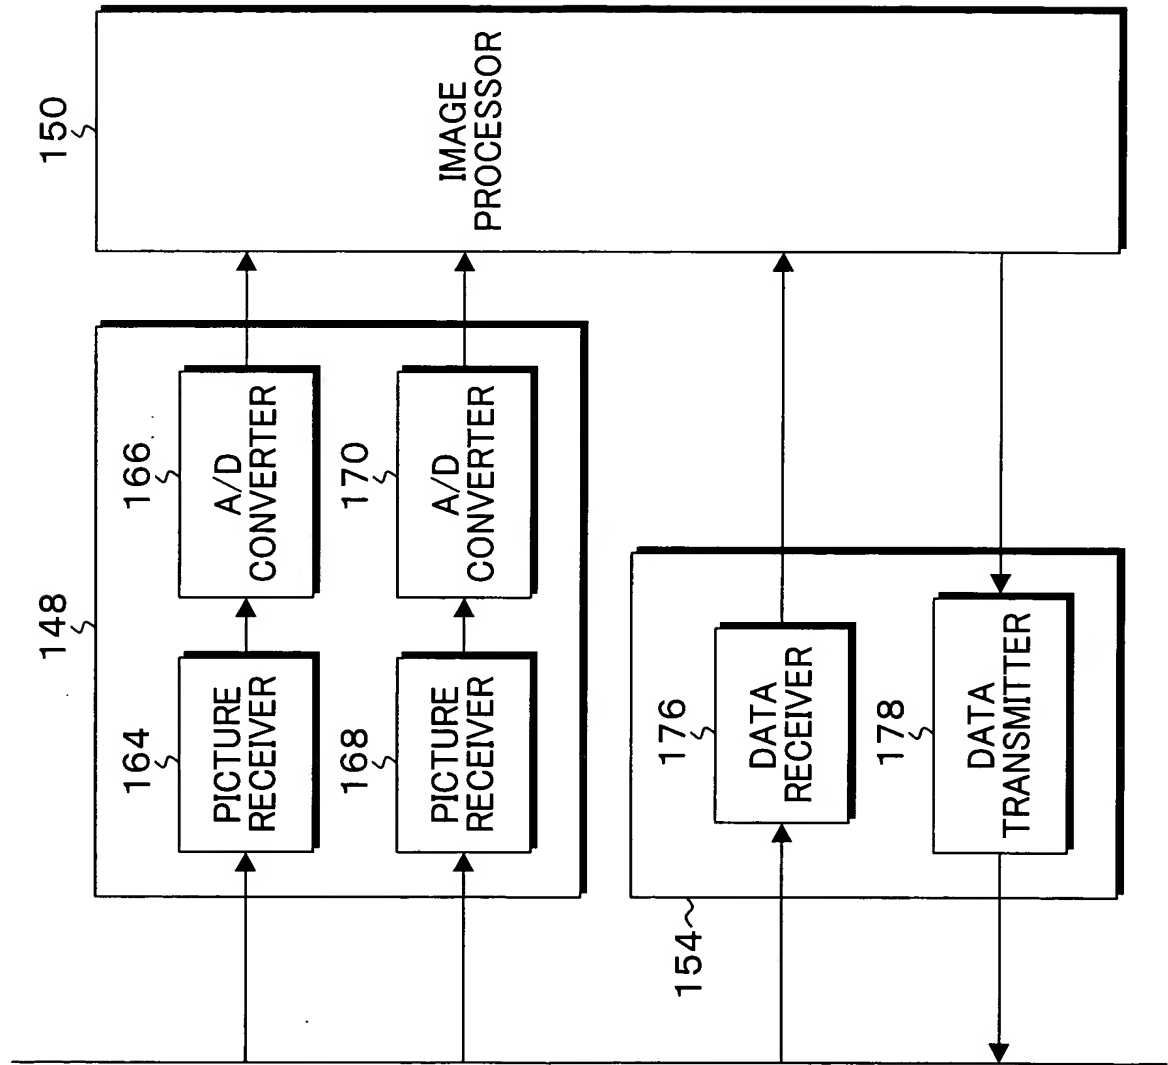 150
IMAGE
PROCESSOR
148
166
A/D
CONVERTER
170
A/D
CONVERTER
164
PICTURE
RECEIVER
168
PICTURE
RECEIVER
154
176
DATA
RECEIVER
178
DATA
TRANSMITTER